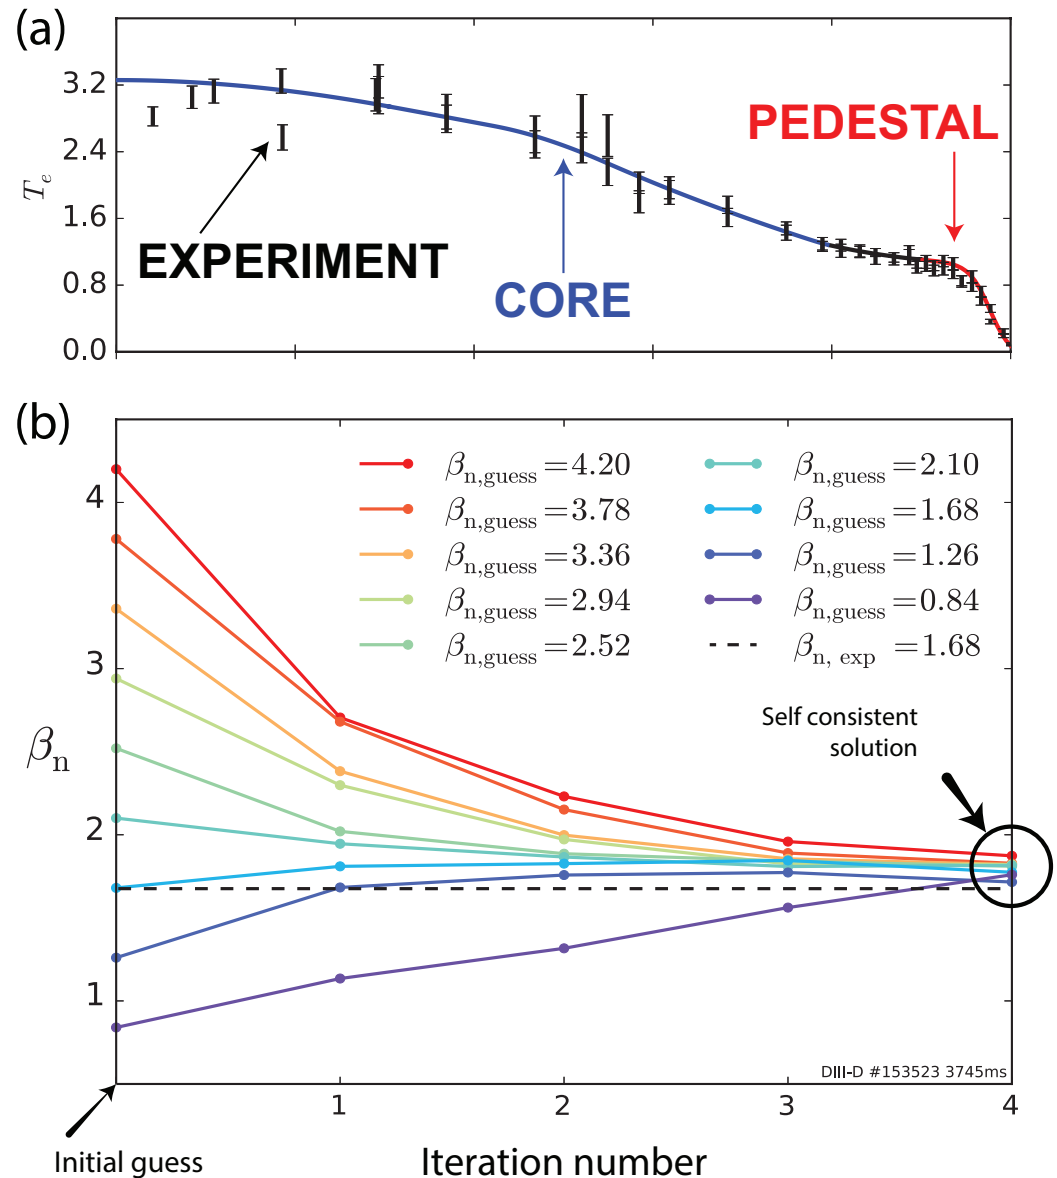 (a)
3.2
2.4
1.6
0.8
0.0
T_e
EXPERIMENT
CORE
PEDESTAL
(b)
4
3
2
1
β_n
β_n,guess=4.20
β_n,guess=3.78
β_n,guess=3.36
β_n,guess=2.94
β_n,guess=2.52
β_n,guess=2.10
β_n,guess=1.68
β_n,guess=1.26
β_n,guess=0.84
β_n, exp=1.68
Self consistent
solution
DIII-D #153523 3745ms
1 2 3 4
Initial guess
Iteration number